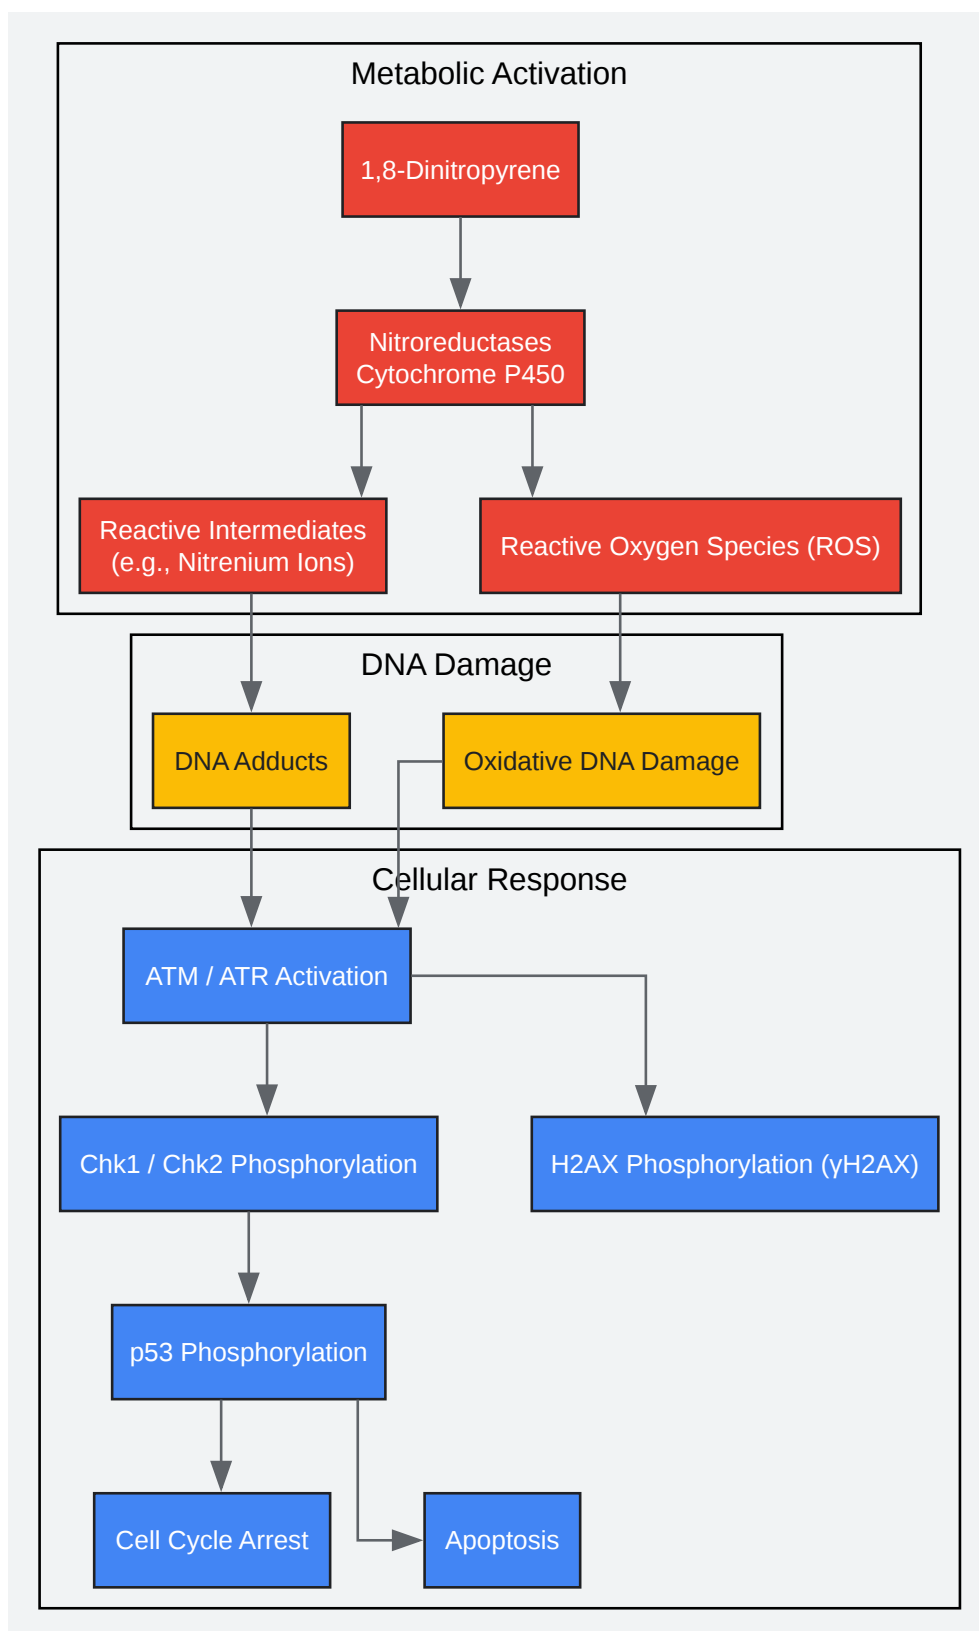 Metabolic Activation
1,8-Dinitropyrene
Nitroreductases
Cytochrome P450
Reactive Intermediates
(e.g., Nitrenium Ions)
Reactive Oxygen Species (ROS)
DNA Damage
DNA Adducts
Oxidative DNA Damage
Cellular Response
ATM / ATR Activation
Chk1 / Chk2 Phosphorylation
H2AX Phosphorylation (γH2AX)
p53 Phosphorylation
Cell Cycle Arrest
Apoptosis